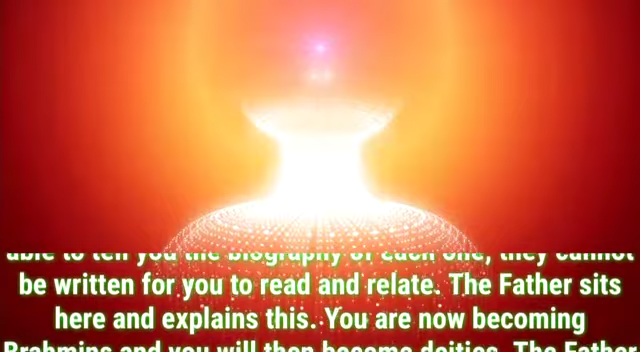 able to tell you the biography of each one, they cannot
be written for you to read and relate. The Father sits
here and explains this. You are now becoming
Brahmins and you will then become deities. The Father